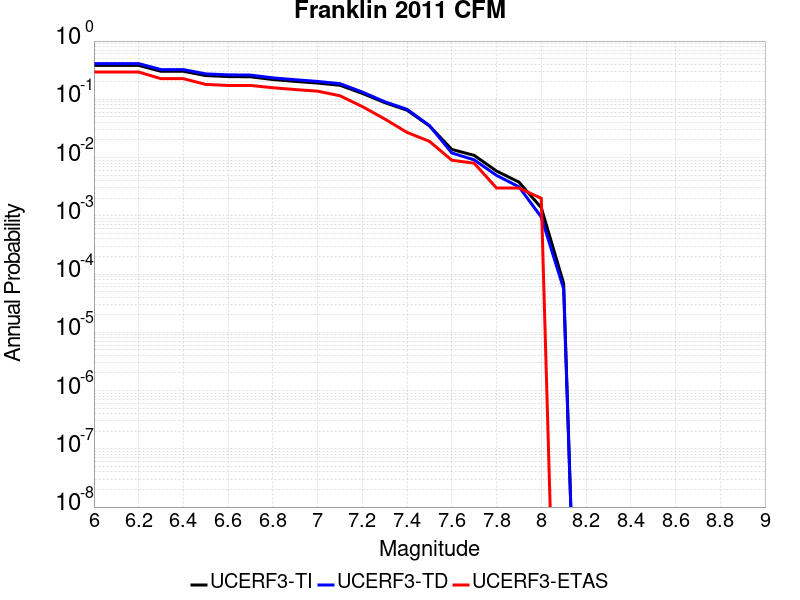 Franklin 2011 CFM
Annual Probability
10^0
10^-1
10^-2
10^-3
10^-4
10^-5
10^-6
10^-7
10^-8
6 6.2 6.4 6.6 6.8 7 7.2 7.4 7.6 7.8 8 8.2 8.4 8.6 8.8 9
Magnitude
UCERF3-TI UCERF3-TD UCERF3-ETAS